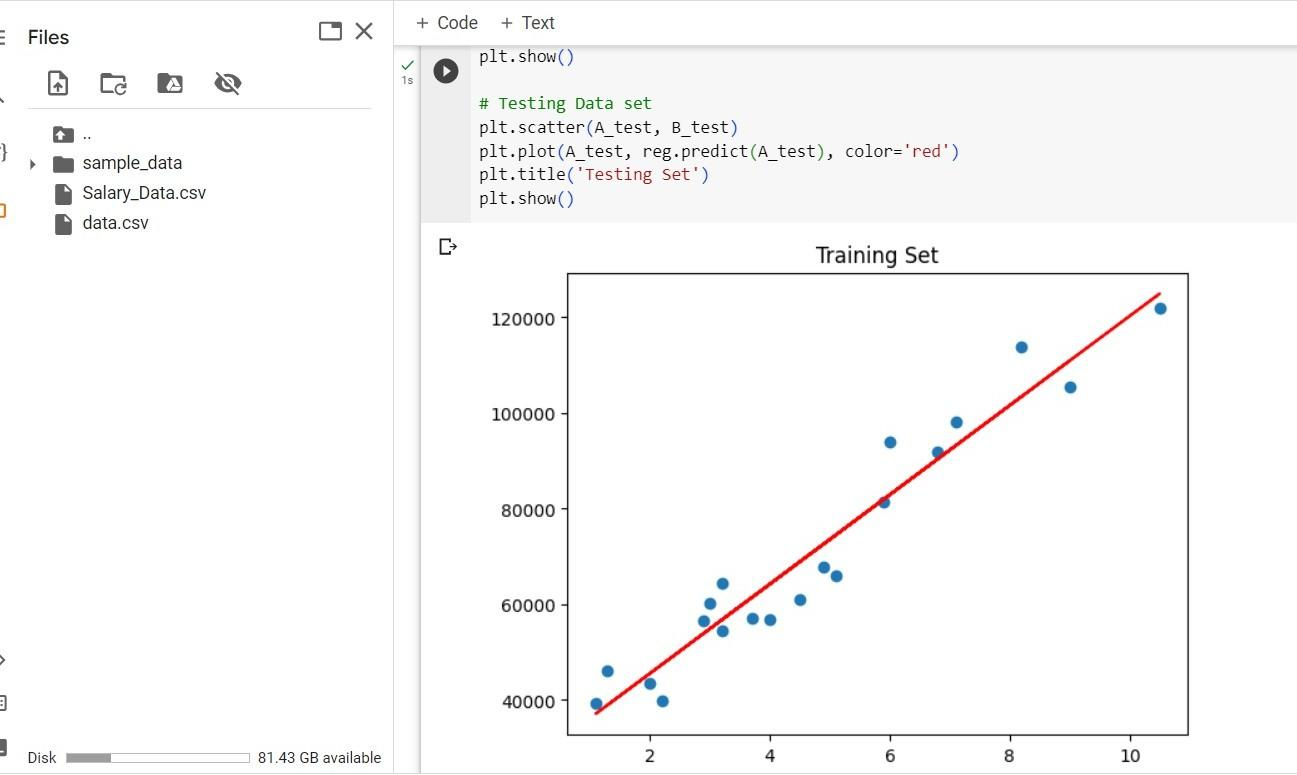 Files
..
sample_data
Salary_Data.csv
data.csv
Disk 81.43 GB available
+ Code + Text
1s
plt.show()
# Testing Data set
plt.scatter(A_test, B_test)
plt.plot(A_test, reg.predict(A_test), color='red')
plt.title('Testing Set')
plt.show()
Training Set
120000
100000
80000
60000
40000
2 4 6 8 10